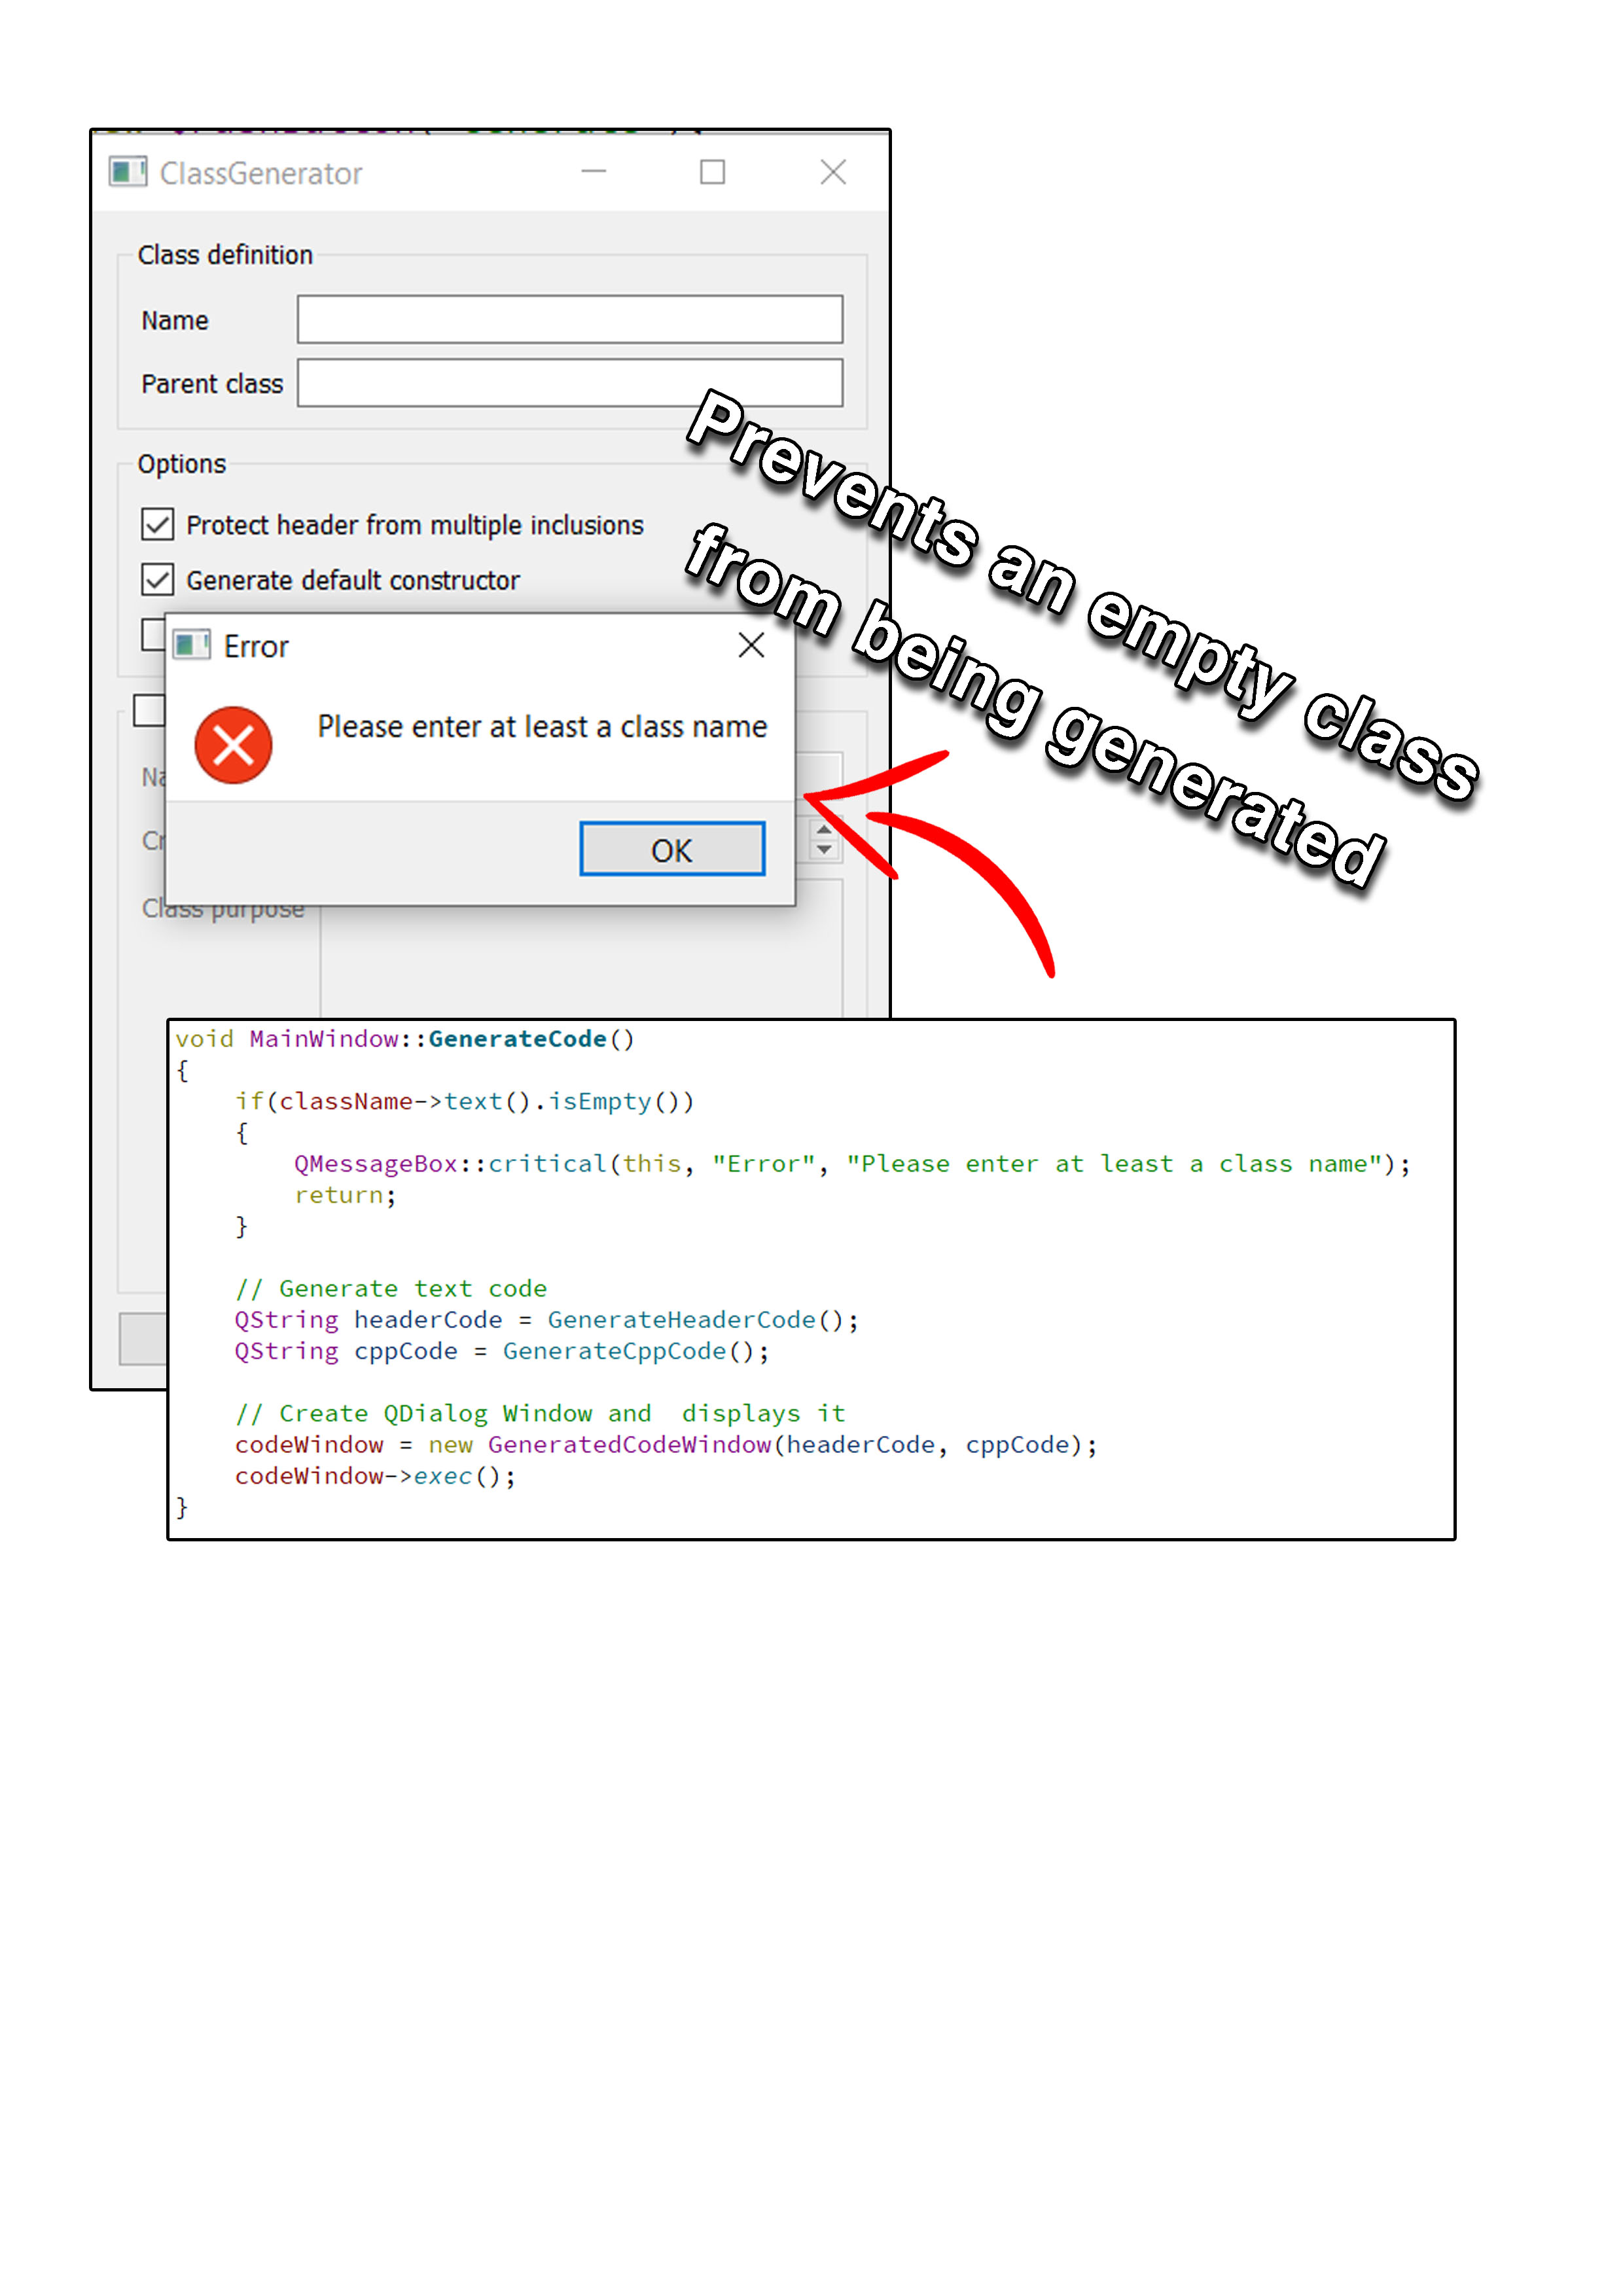 ClassGenerator
Class definition
Name
Parent class
Options
Protect header from multiple inclusions
Generate default constructor
Prevents an empty class
from being generated
Error
Please enter at least a class name
OK
Class purpose
void MainWindow::GenerateCode()
{
    if(className->text().isEmpty())
    {
        QMessageBox::critical(this, "Error", "Please enter at least a class name");
        return;
    }
    // Generate text code
    QString headerCode = GenerateHeaderCode();
    QString cppCode = GenerateCppCode();
    // Create QDialog Window and  displays it
    codeWindow = new GeneratedCodeWindow(headerCode, cppCode);
    codeWindow->exec();
}